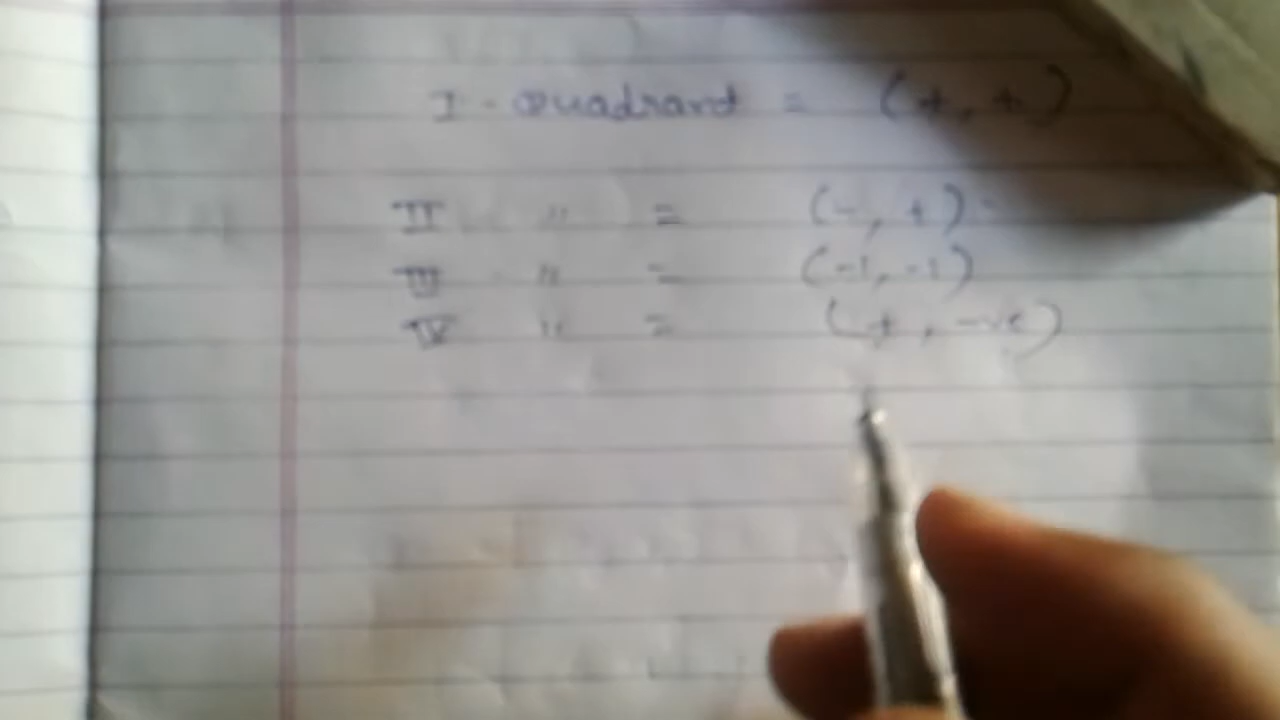 I - Quadrant = (+, +)
II " = (-, +)
III " = (-1, -1)
IV " = (+, -ve)